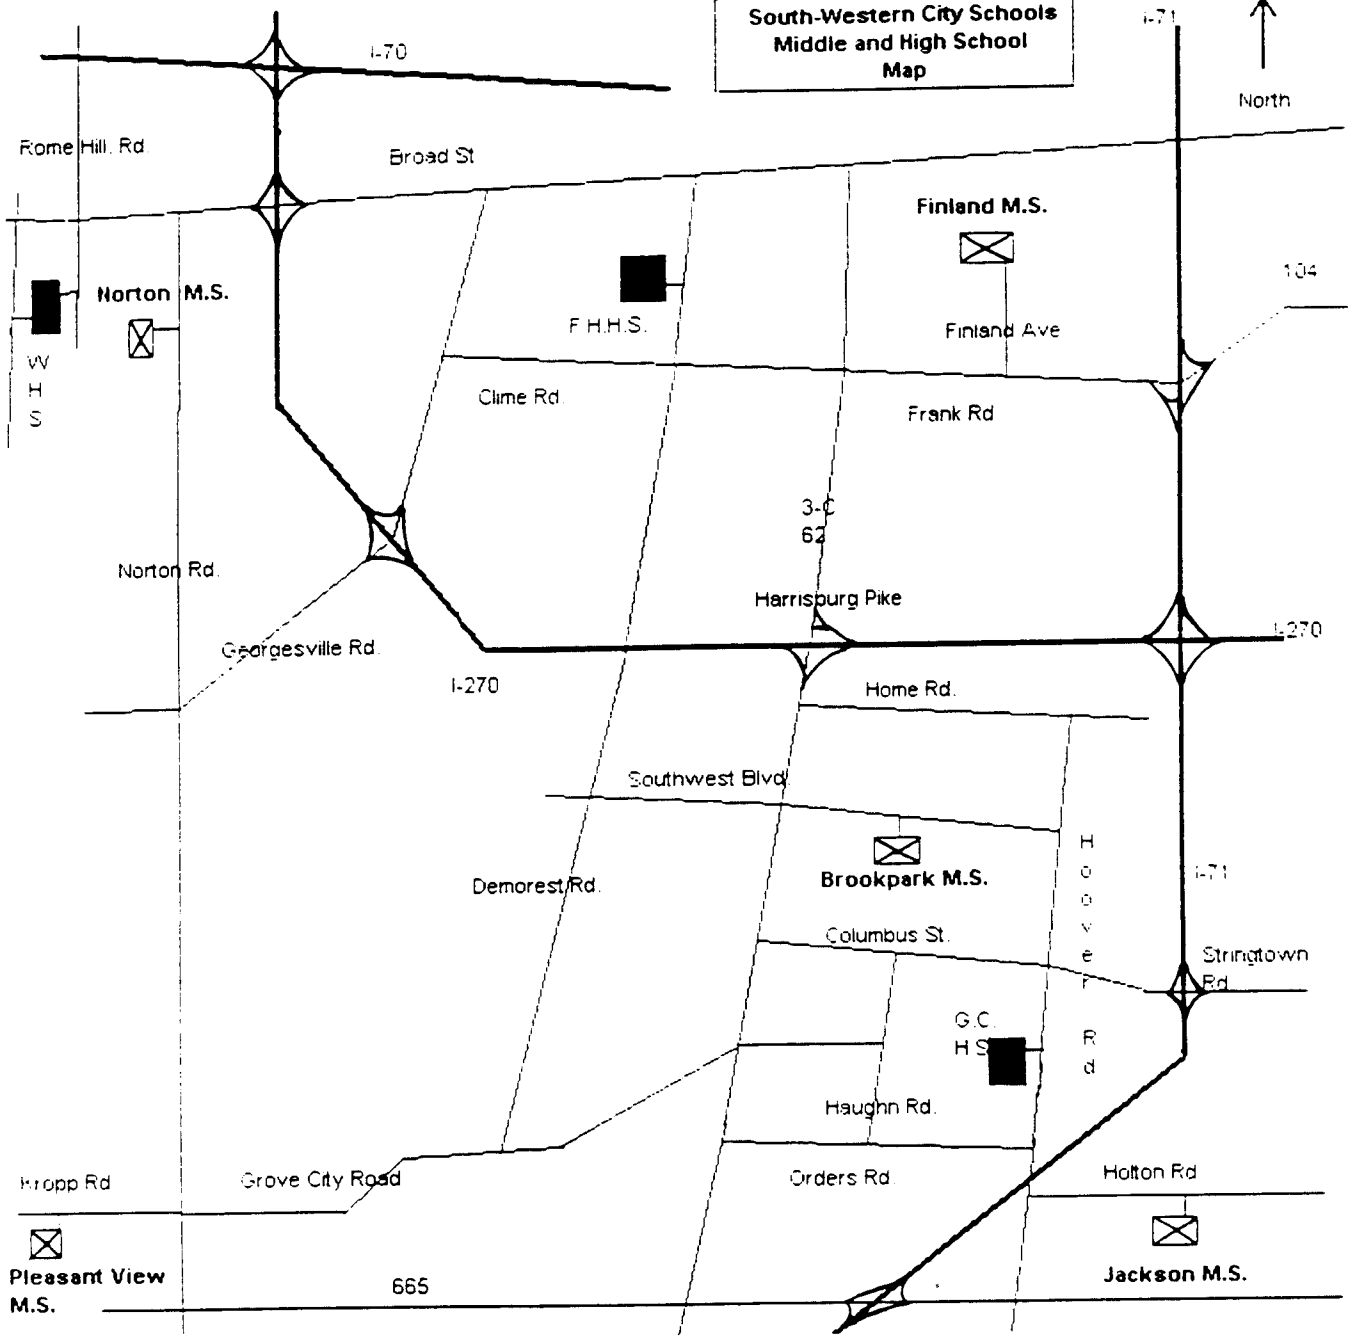 South-Western City Schools
Middle and High School
Map
I-71
I-70
North
Rome Hill. Rd.
Broad St
Finland M.S.
104
Norton M.S.
F.H.H.S.
Finland Ave
W
H
S
Clime Rd.
Frank Rd
3-C
62
Norton Rd.
Harrisburg Pike
I-270
Georgesville Rd.
I-270
Home Rd.
Southwest Blvd.
H
o
o
v
e
r
R
d
Brookpark M.S.
I-71
Demorest Rd.
Columbus St.
Stringtown
Rd.
G.C.
H S
Haughn Rd.
Kropp Rd
Grove City Road
Orders Rd.
Holton Rd
Pleasant View
M.S.
665
Jackson M.S.